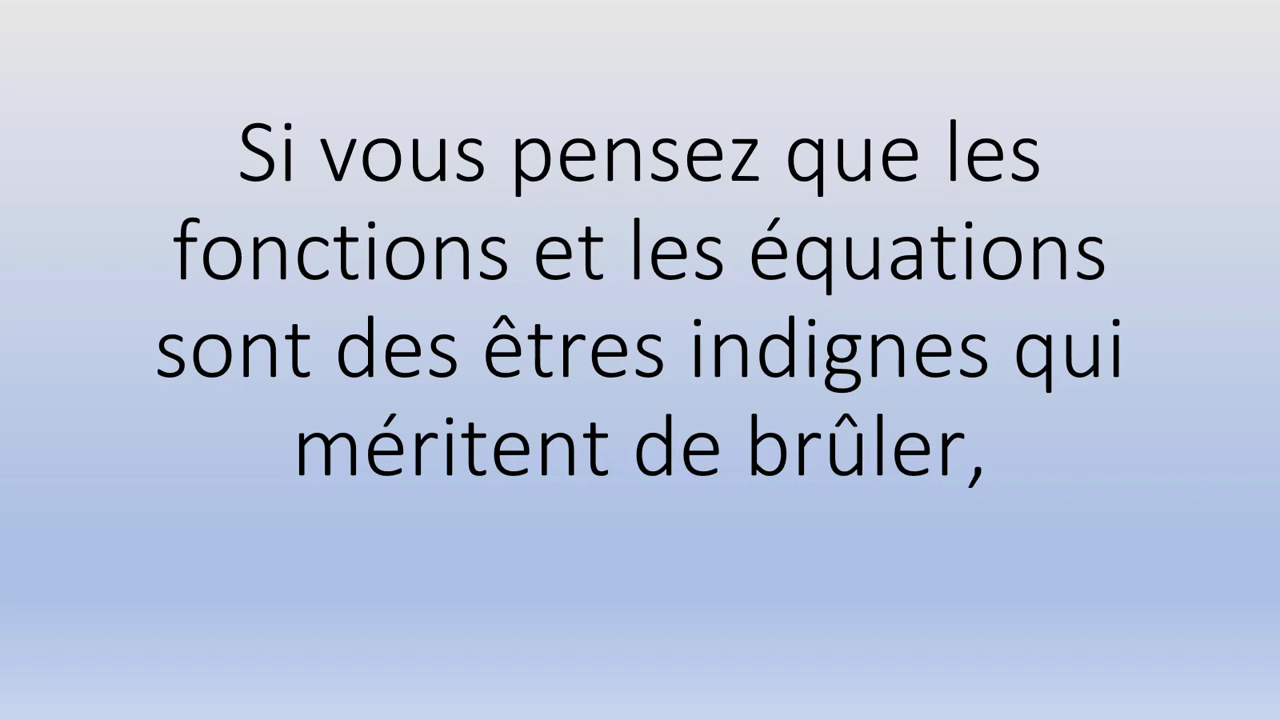 Si vous pensez que les
fonctions et les équations
sont des êtres indignes qui
méritent de brûler,